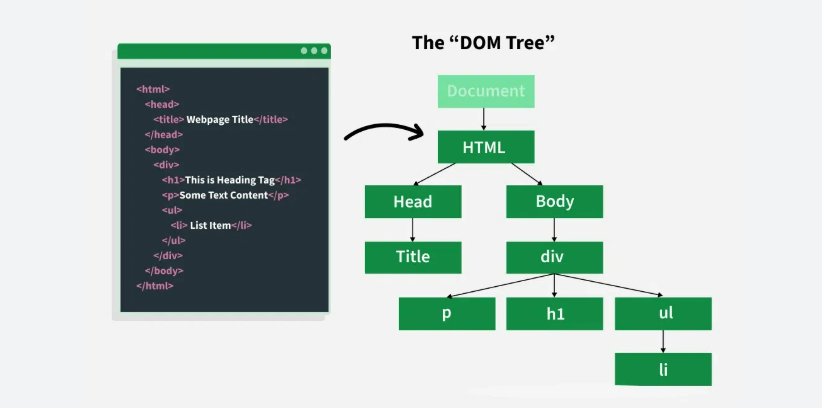 The “DOM Tree”
<html>
<head>
<title> Webpage Title</title>
</head>
<body>
<div>
<h1>This is Heading Tag</h1>
<p>Some Text Content</p>
<ul>
<li> List Item</li>
</ul>
</div>
</body>
</html>
Document
HTML
Head
Body
Title
div
p
h1
ul
li